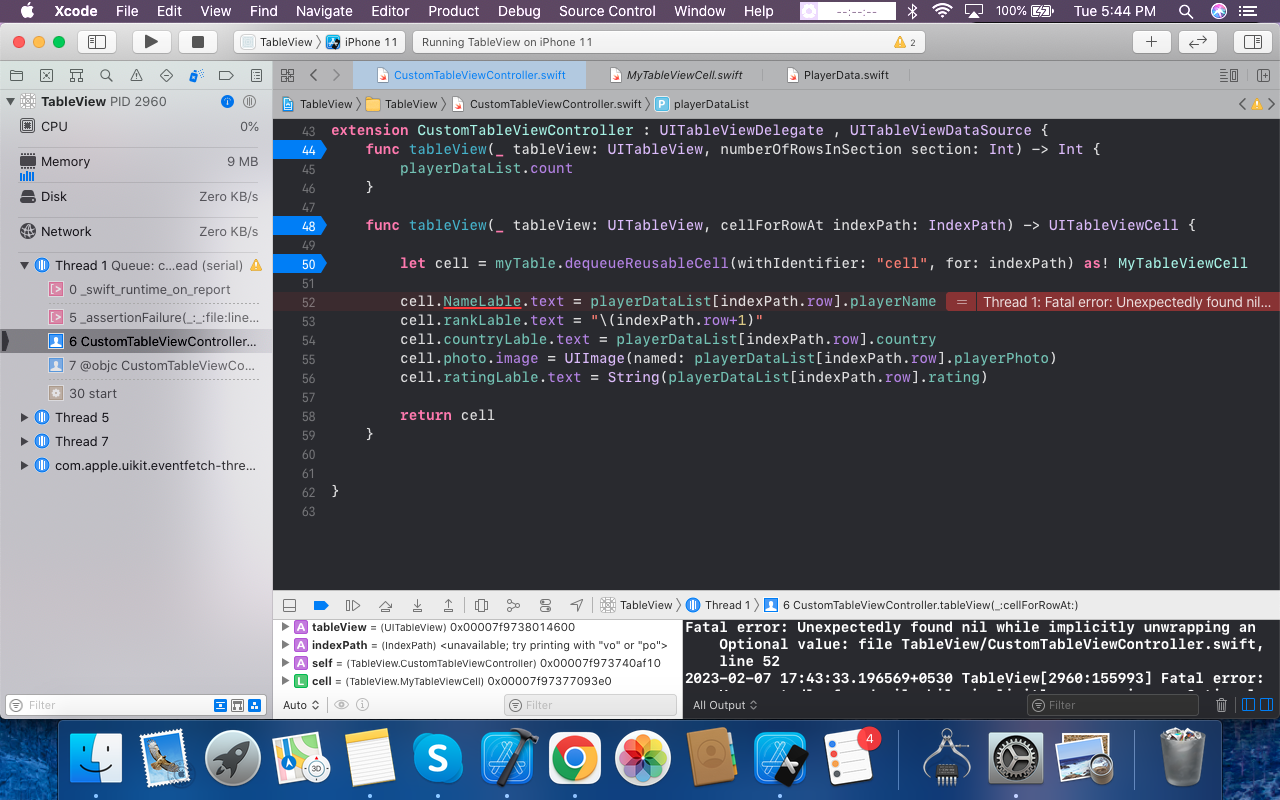 Xcode File Edit View Find Navigate Editor Product Debug Source Control Window Help --:--:-- 100% Tue 5:44 PM
TableView iPhone 11 Running TableView on iPhone 11 2
CustomTableViewController.swift MyTableViewCell.swift PlayerData.swift
TableView PID 2960
TableView TableView CustomTableViewController.swift P playerDataList
CPU 0%
Memory 9 MB
Disk Zero KB/s
Network Zero KB/s
Thread 1 Queue: c...ead (serial)
0 _swift_runtime_on_report
5 _assertionFailure(_:_:file:line...
6 CustomTableViewController...
7 @objc CustomTableViewCo...
30 start
Thread 5
Thread 7
com.apple.uikit.eventfetch-thre...
Filter
43 extension CustomTableViewController : UITableViewDelegate , UITableViewDataSource {
44 func tableView(_ tableView: UITableView, numberOfRowsInSection section: Int) -> Int {
45 playerDataList.count
46 }
47
48 func tableView(_ tableView: UITableView, cellForRowAt indexPath: IndexPath) -> UITableViewCell {
49
50 let cell = myTable.dequeueReusableCell(withIdentifier: "cell", for: indexPath) as! MyTableViewCell
51
52 cell.NameLable.text = playerDataList[indexPath.row].playerName = Thread 1: Fatal error: Unexpectedly found nil...
53 cell.rankLable.text = "\(indexPath.row+1)"
54 cell.countryLable.text = playerDataList[indexPath.row].country
55 cell.photo.image = UIImage(named: playerDataList[indexPath.row].playerPhoto)
56 cell.ratingLable.text = String(playerDataList[indexPath.row].rating)
57
58 return cell
59 }
60
61
62 }
63
TableView Thread 1 6 CustomTableViewController.tableView(_:cellForRowAt:)
A tableView = (UITableView) 0x00007f9738014600
A indexPath = (IndexPath) <unavailable; try printing with "vo" or "po">
A self = (TableView.CustomTableViewController) 0x00007f973740af10
L cell = (TableView.MyTableViewCell) 0x00007f97377093e0
Auto Filter
Fatal error: Unexpectedly found nil while implicitly unwrapping an
Optional value: file TableView/CustomTableViewController.swift,
line 52
2023-02-07 17:43:33.196569+0530 TableView[2960:155993] Fatal error:
All Output Filter
S 3D 4